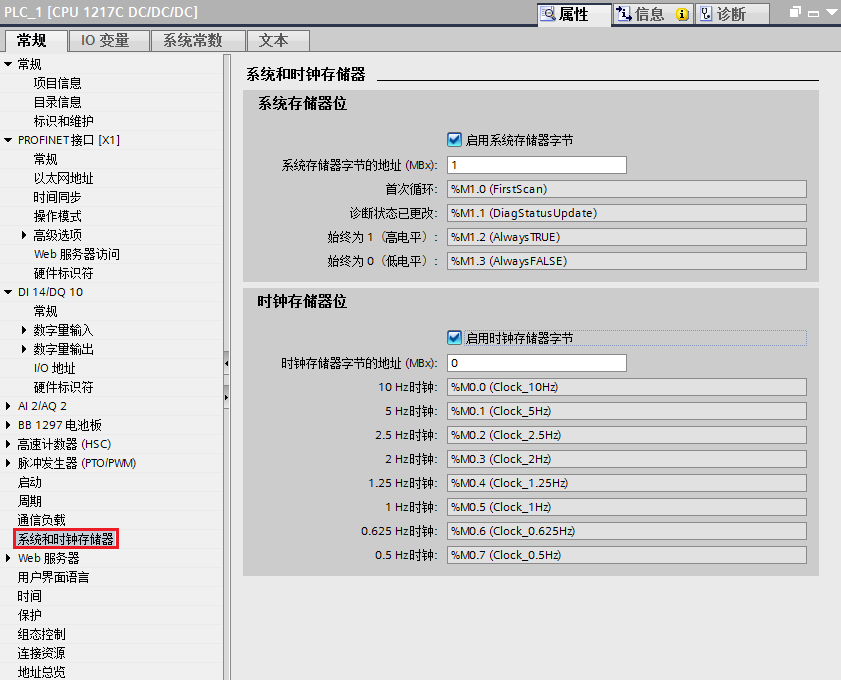 PLC_1 [CPU 1217C DC/DC/DC]
属性
信息
诊断
常规
IO 变量
系统常数
文本
常规
项目信息
目录信息
标识和维护
PROFINET接口 [X1]
常规
以太网地址
时间同步
操作模式
高级选项
Web 服务器访问
硬件标识符
DI 14/DQ 10
常规
数字量输入
数字量输出
I/O 地址
硬件标识符
AI 2/AQ 2
BB 1297 电池板
高速计数器 (HSC)
脉冲发生器 (PTO/PWM)
启动
周期
通信负载
系统和时钟存储器
Web 服务器
用户界面语言
时间
保护
组态控制
连接资源
地址总览
系统和时钟存储器
系统存储器位
启用系统存储器字节
系统存储器字节的地址 (MBx): 1
首次循环: %M1.0 (FirstScan)
诊断状态已更改: %M1.1 (DiagStatusUpdate)
始终为 1（高电平）: %M1.2 (AlwaysTRUE)
始终为 0（低电平）: %M1.3 (AlwaysFALSE)
时钟存储器位
启用时钟存储器字节
时钟存储器字节的地址 (MBx): 0
10 Hz时钟: %M0.0 (Clock_10Hz)
5 Hz时钟: %M0.1 (Clock_5Hz)
2.5 Hz时钟: %M0.2 (Clock_2.5Hz)
2 Hz时钟: %M0.3 (Clock_2Hz)
1.25 Hz时钟: %M0.4 (Clock_1.25Hz)
1 Hz时钟: %M0.5 (Clock_1Hz)
0.625 Hz时钟: %M0.6 (Clock_0.625Hz)
0.5 Hz时钟: %M0.7 (Clock_0.5Hz)